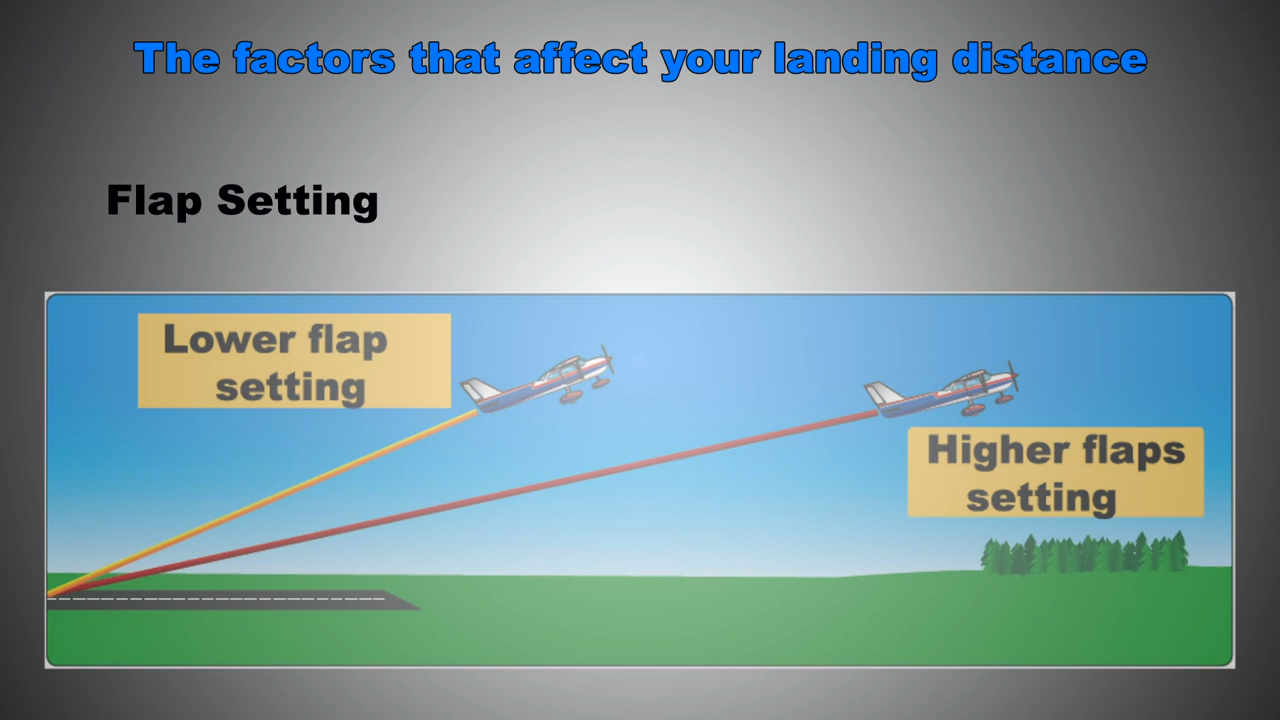 The factors that affect your landing distance
Flap Setting
Lower flap
setting
Higher flaps
setting